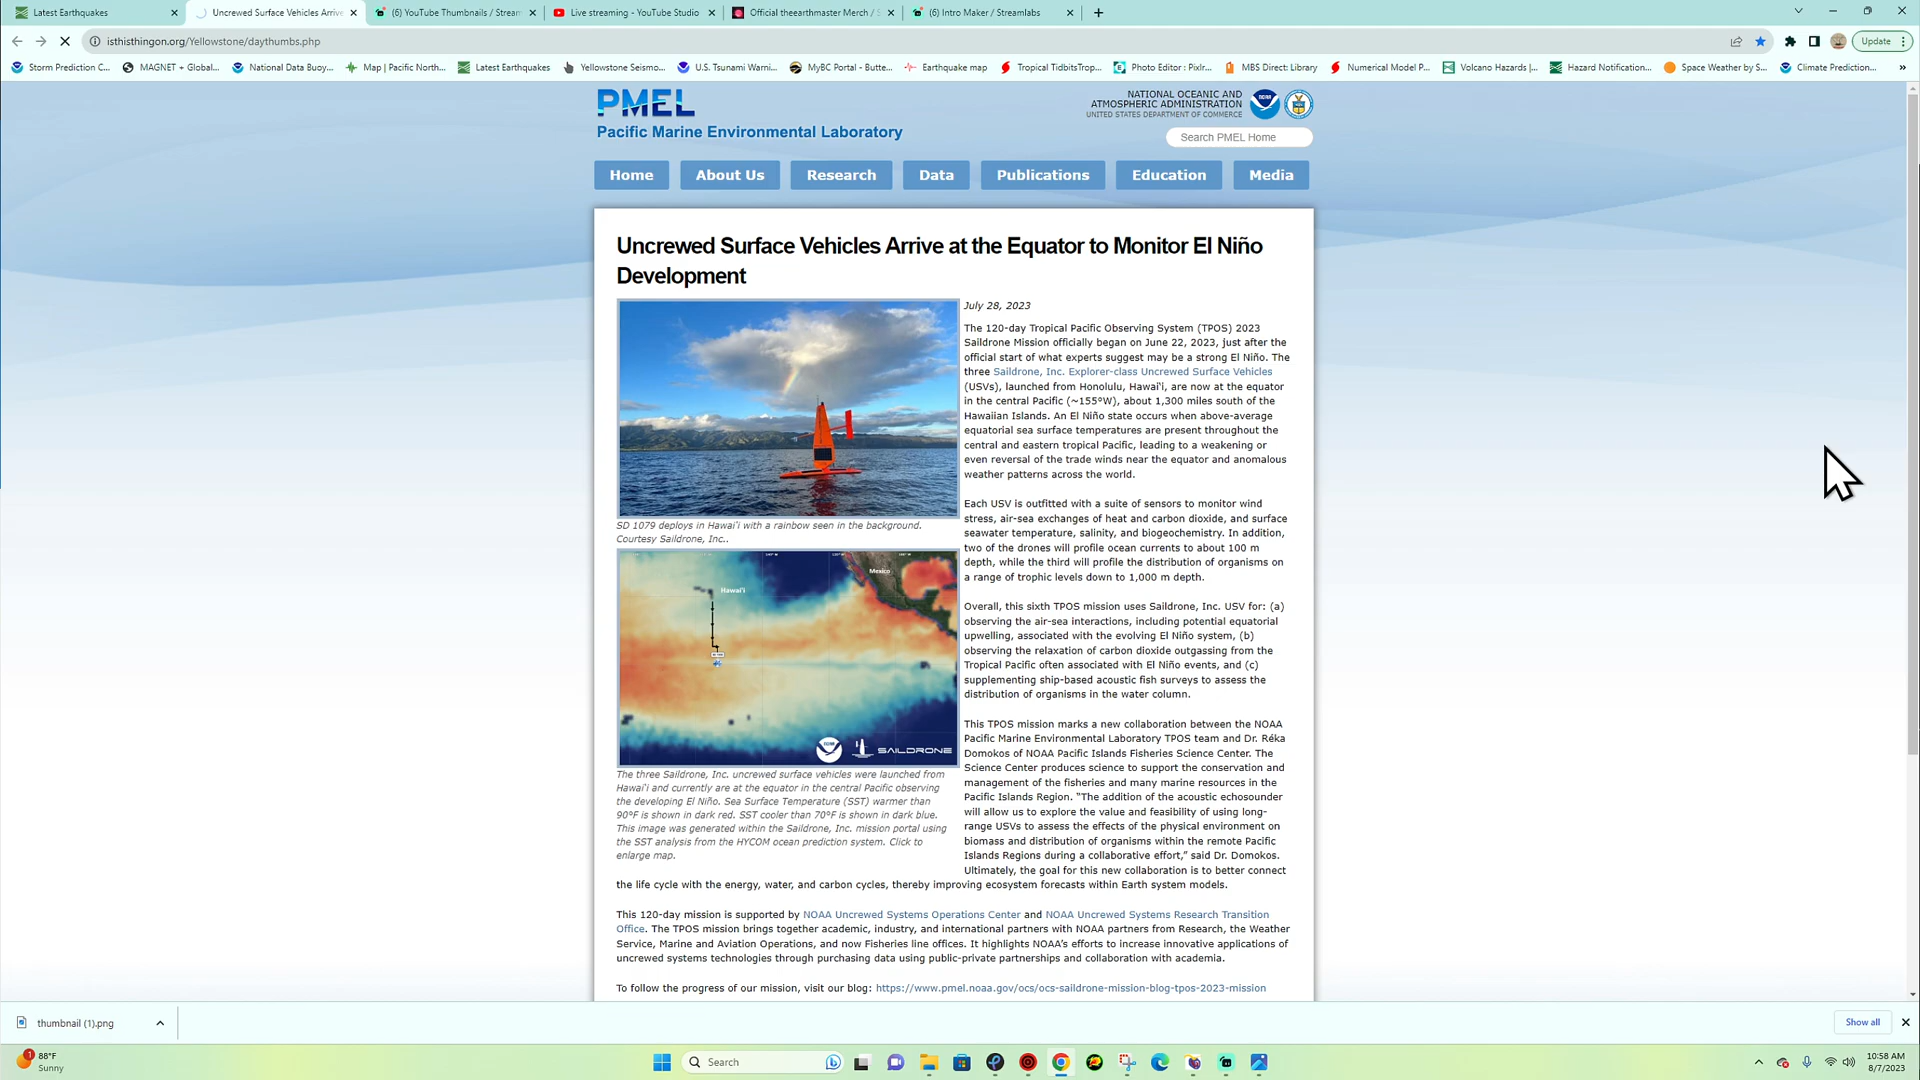 Latest Earthquakes
Uncrewed Surface Vehicles Arrive
(6) YouTube Thumbnails / Stream
Live streaming - YouTube Studio
Official theearthmaster Merch / S
(6) Intro Maker / Streamlabs
isthisthingon.org/Yellowstone/daythumbs.php
Update
Storm Prediction C...
MAGNET + Global...
National Data Buoy...
Map | Pacific North...
Latest Earthquakes
Yellowstone Seismo...
U.S. Tsunami Warni...
MyBC Portal - Butte...
Earthquake map
Tropical TidbitsTrop...
Photo Editor : Pixlr...
MBS Direct: Library
Numerical Model P...
Volcano Hazards |...
Hazard Notification...
Space Weather by S...
Climate Prediction...
PMEL
Pacific Marine Environmental Laboratory
NATIONAL OCEANIC AND
ATMOSPHERIC ADMINISTRATION
UNITED STATES DEPARTMENT OF COMMERCE
Search PMEL Home
Home
About Us
Research
Data
Publications
Education
Media
Uncrewed Surface Vehicles Arrive at the Equator to Monitor El Niño
Development
July 28, 2023
The 120-day Tropical Pacific Observing System (TPOS) 2023
Saildrone Mission officially began on June 22, 2023, just after the
official start of what experts suggest may be a strong El Niño. The
three Saildrone, Inc. Explorer-class Uncrewed Surface Vehicles
(USVs), launched from Honolulu, Hawai'i, are now at the equator
in the central Pacific (~155°W), about 1,300 miles south of the
Hawaiian Islands. An El Niño state occurs when above-average
equatorial sea surface temperatures are present throughout the
central and eastern tropical Pacific, leading to a weakening or
even reversal of the trade winds near the equator and anomalous
weather patterns across the world.
Each USV is outfitted with a suite of sensors to monitor wind
stress, air-sea exchanges of heat and carbon dioxide, and surface
seawater temperature, salinity, and biogeochemistry. In addition,
two of the drones will profile ocean currents to about 100 m
depth, while the third will profile the distribution of organisms on
a range of trophic levels down to 1,000 m depth.
SD 1079 deploys in Hawai'i with a rainbow seen in the background.
Courtesy Saildrone, Inc..
Mexico
Hawai'i
SAILDRONE
Overall, this sixth TPOS mission uses Saildrone, Inc. USV for: (a)
observing the air-sea interactions, including potential equatorial
upwelling, associated with the evolving El Niño system, (b)
observing the relaxation of carbon dioxide outgassing from the
Tropical Pacific often associated with El Niño events, and (c)
supplementing ship-based acoustic fish surveys to assess the
distribution of organisms in the water column.
This TPOS mission marks a new collaboration between the NOAA
Pacific Marine Environmental Laboratory TPOS team and Dr. Réka
Domokos of NOAA Pacific Islands Fisheries Science Center. The
Science Center produces science to support the conservation and
management of the fisheries and many marine resources in the
Pacific Islands Region. "The addition of the acoustic echosounder
will allow us to explore the value and feasibility of using long-
range USVs to assess the effects of the physical environment on
biomass and distribution of organisms within the remote Pacific
Islands Regions during a collaborative effort," said Dr. Domokos.
Ultimately, the goal for this new collaboration is to better connect
the life cycle with the energy, water, and carbon cycles, thereby improving ecosystem forecasts within Earth system models.
The three Saildrone, Inc. uncrewed surface vehicles were launched from
Hawai'i and currently are at the equator in the central Pacific observing
the developing El Niño. Sea Surface Temperature (SST) warmer than
90ºF is shown in dark red. SST cooler than 70ºF is shown in dark blue.
This image was generated within the Saildrone, Inc. mission portal using
the SST analysis from the HYCOM ocean prediction system. Click to
enlarge map.
This 120-day mission is supported by NOAA Uncrewed Systems Operations Center and NOAA Uncrewed Systems Research Transition
Office. The TPOS mission brings together academic, industry, and international partners with NOAA partners from Research, the Weather
Service, Marine and Aviation Operations, and now Fisheries line offices. It highlights NOAA's efforts to increase innovative applications of
uncrewed systems technologies through purchasing data using public-private partnerships and collaboration with academia.
To follow the progress of our mission, visit our blog: https://www.pmel.noaa.gov/ocs/ocs-saildrone-mission-blog-tpos-2023-mission
thumbnail (1).png
Show all
1
88°F
Sunny
Search
10:58 AM
8/7/2023